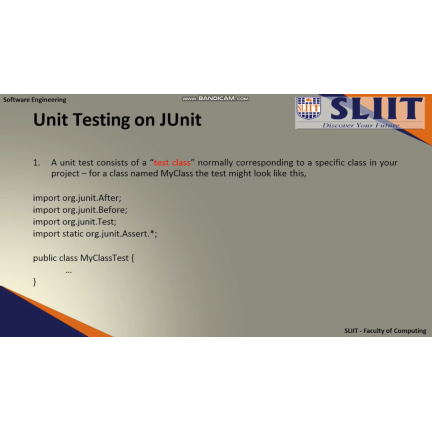 Software Engineering
WWW.BANDICAM.COM
SLIIT
Discover Your Future
Unit Testing on JUnit
1. A unit test consists of a “test class” normally corresponding to a specific class in your
project – for a class named MyClass the test might look like this,
import org.junit.After;
import org.junit.Before;
import org.junit.Test;
import static org.junit.Assert.*;
public class MyClassTest {
...
}
SLIIT - Faculty of Computing